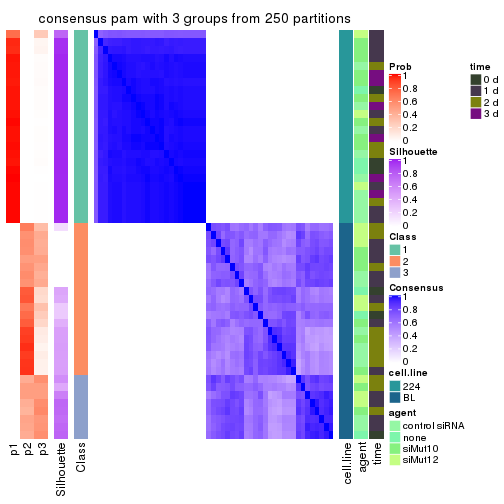 consensus pam with 3 groups from 250 partitions
Prob
1
0.8
0.6
0.4
0.2
0
time
0 d
1 d
2 d
3 d
Silhouette
1
0.8
0.6
0.4
0.2
0
Class
1
2
3
Consensus
1
0.8
0.6
0.4
0.2
0
cell.line
224
BL
agent
control siRNA
none
siMut10
siMut12
p1
p2
p3
Silhouette
Class
cell.line
agent
time